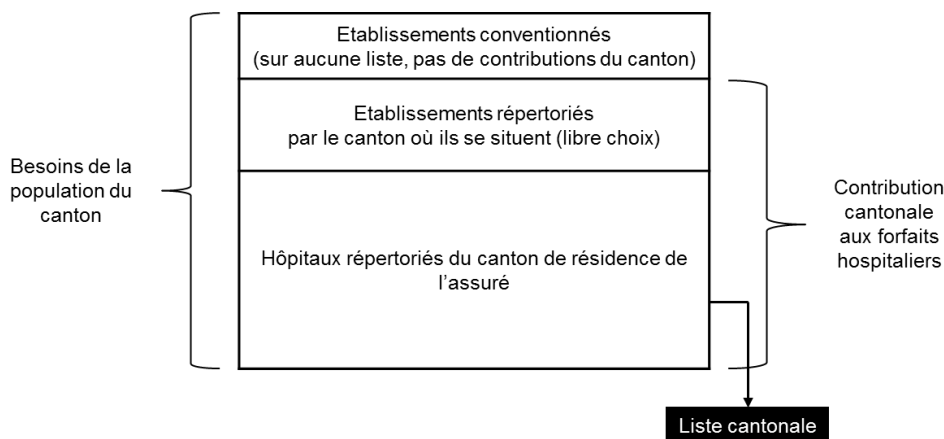 Etablissements conventionnés
(sur aucune liste, pas de contributions du canton)
Etablissements répertoriés
par le canton où ils se situent (libre choix)
Besoins de la
population du
canton
Hôpitaux répertoriés du canton de résidence de
l’assuré
Contribution
cantonale
aux forfaits
hospitaliers
Liste cantonale